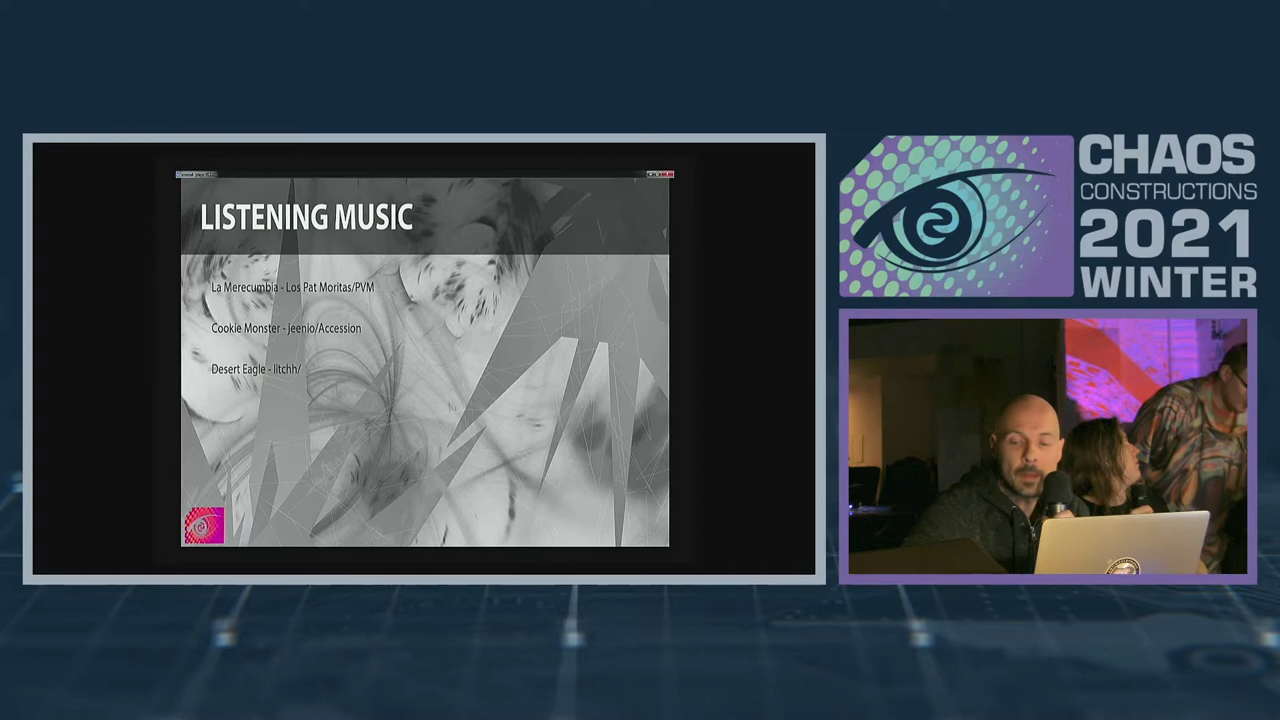 LISTENING MUSIC
La Merecumbia - Los Pat Moritas/PVM
Cookie Monster - jeenio/Accession
Desert Eagle - litchh/
CHAOS
CONSTRUCTIONS
2021
WINTER